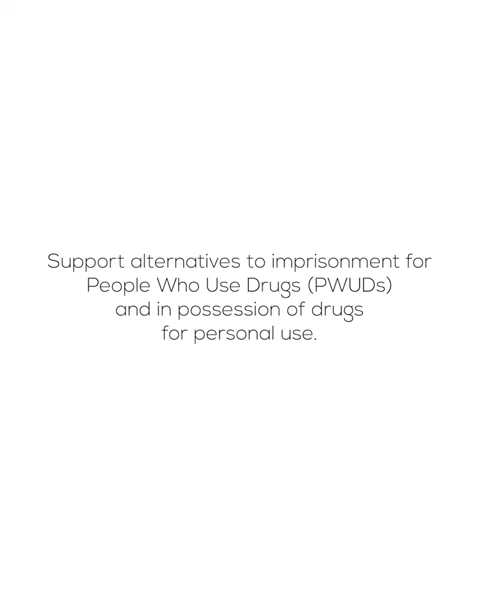 Support alternatives to imprisonment for
People Who Use Drugs (PWUDs)
and in possession of drugs
for personal use.